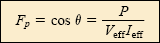 F_p = cos θ = P / (V_eff I_eff)